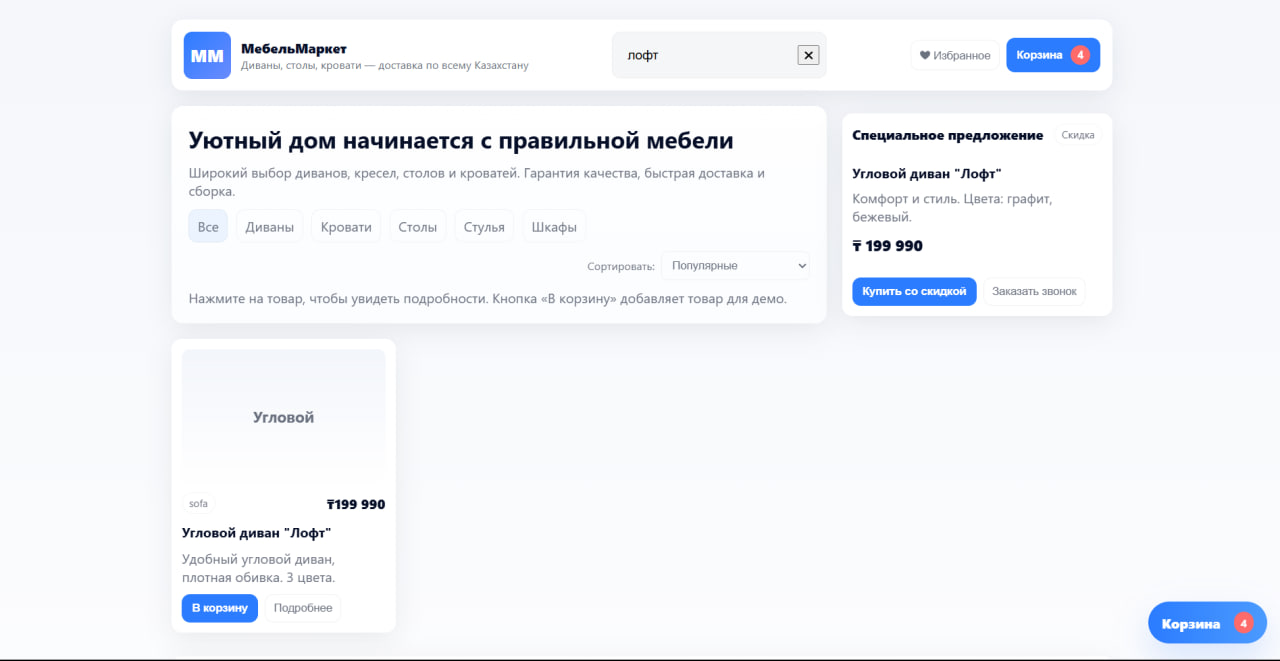 ММ
МебельМаркет
Диваны, столы, кровати — доставка по всему Казахстану
лофт
✕
❤ Избранное
Корзина 4
Уютный дом начинается с правильной мебели
Широкий выбор диванов, кресел, столов и кроватей. Гарантия качества, быстрая доставка и
сборка.
Все Диваны Кровати Столы Стулья Шкафы
Сортировать: Популярные
Нажмите на товар, чтобы увидеть подробности. Кнопка «В корзину» добавляет товар для демо.
Специальное предложение Скидка
Угловой диван "Лофт"
Комфорт и стиль. Цвета: графит,
бежевый.
₸ 199 990
Купить со скидкой Заказать звонок
Угловой
sofa ₸199 990
Угловой диван "Лофт"
Удобный угловой диван,
плотная обивка. 3 цвета.
В корзину Подробнее
Корзина 4